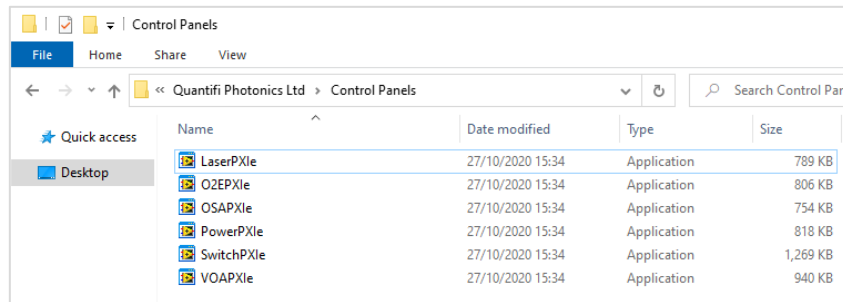 Control Panels
File Home Share View
« Quantifi Photonics Ltd > Control Panels Search Control Par
Quick access
Desktop
Name Date modified Type Size
LaserPXIe 27/10/2020 15:34 Application 789 KB
O2EPXIe 27/10/2020 15:34 Application 806 KB
OSAPXIe 27/10/2020 15:34 Application 754 KB
PowerPXIe 27/10/2020 15:34 Application 818 KB
SwitchPXIe 27/10/2020 15:34 Application 1,269 KB
VOAPXIe 27/10/2020 15:34 Application 940 KB